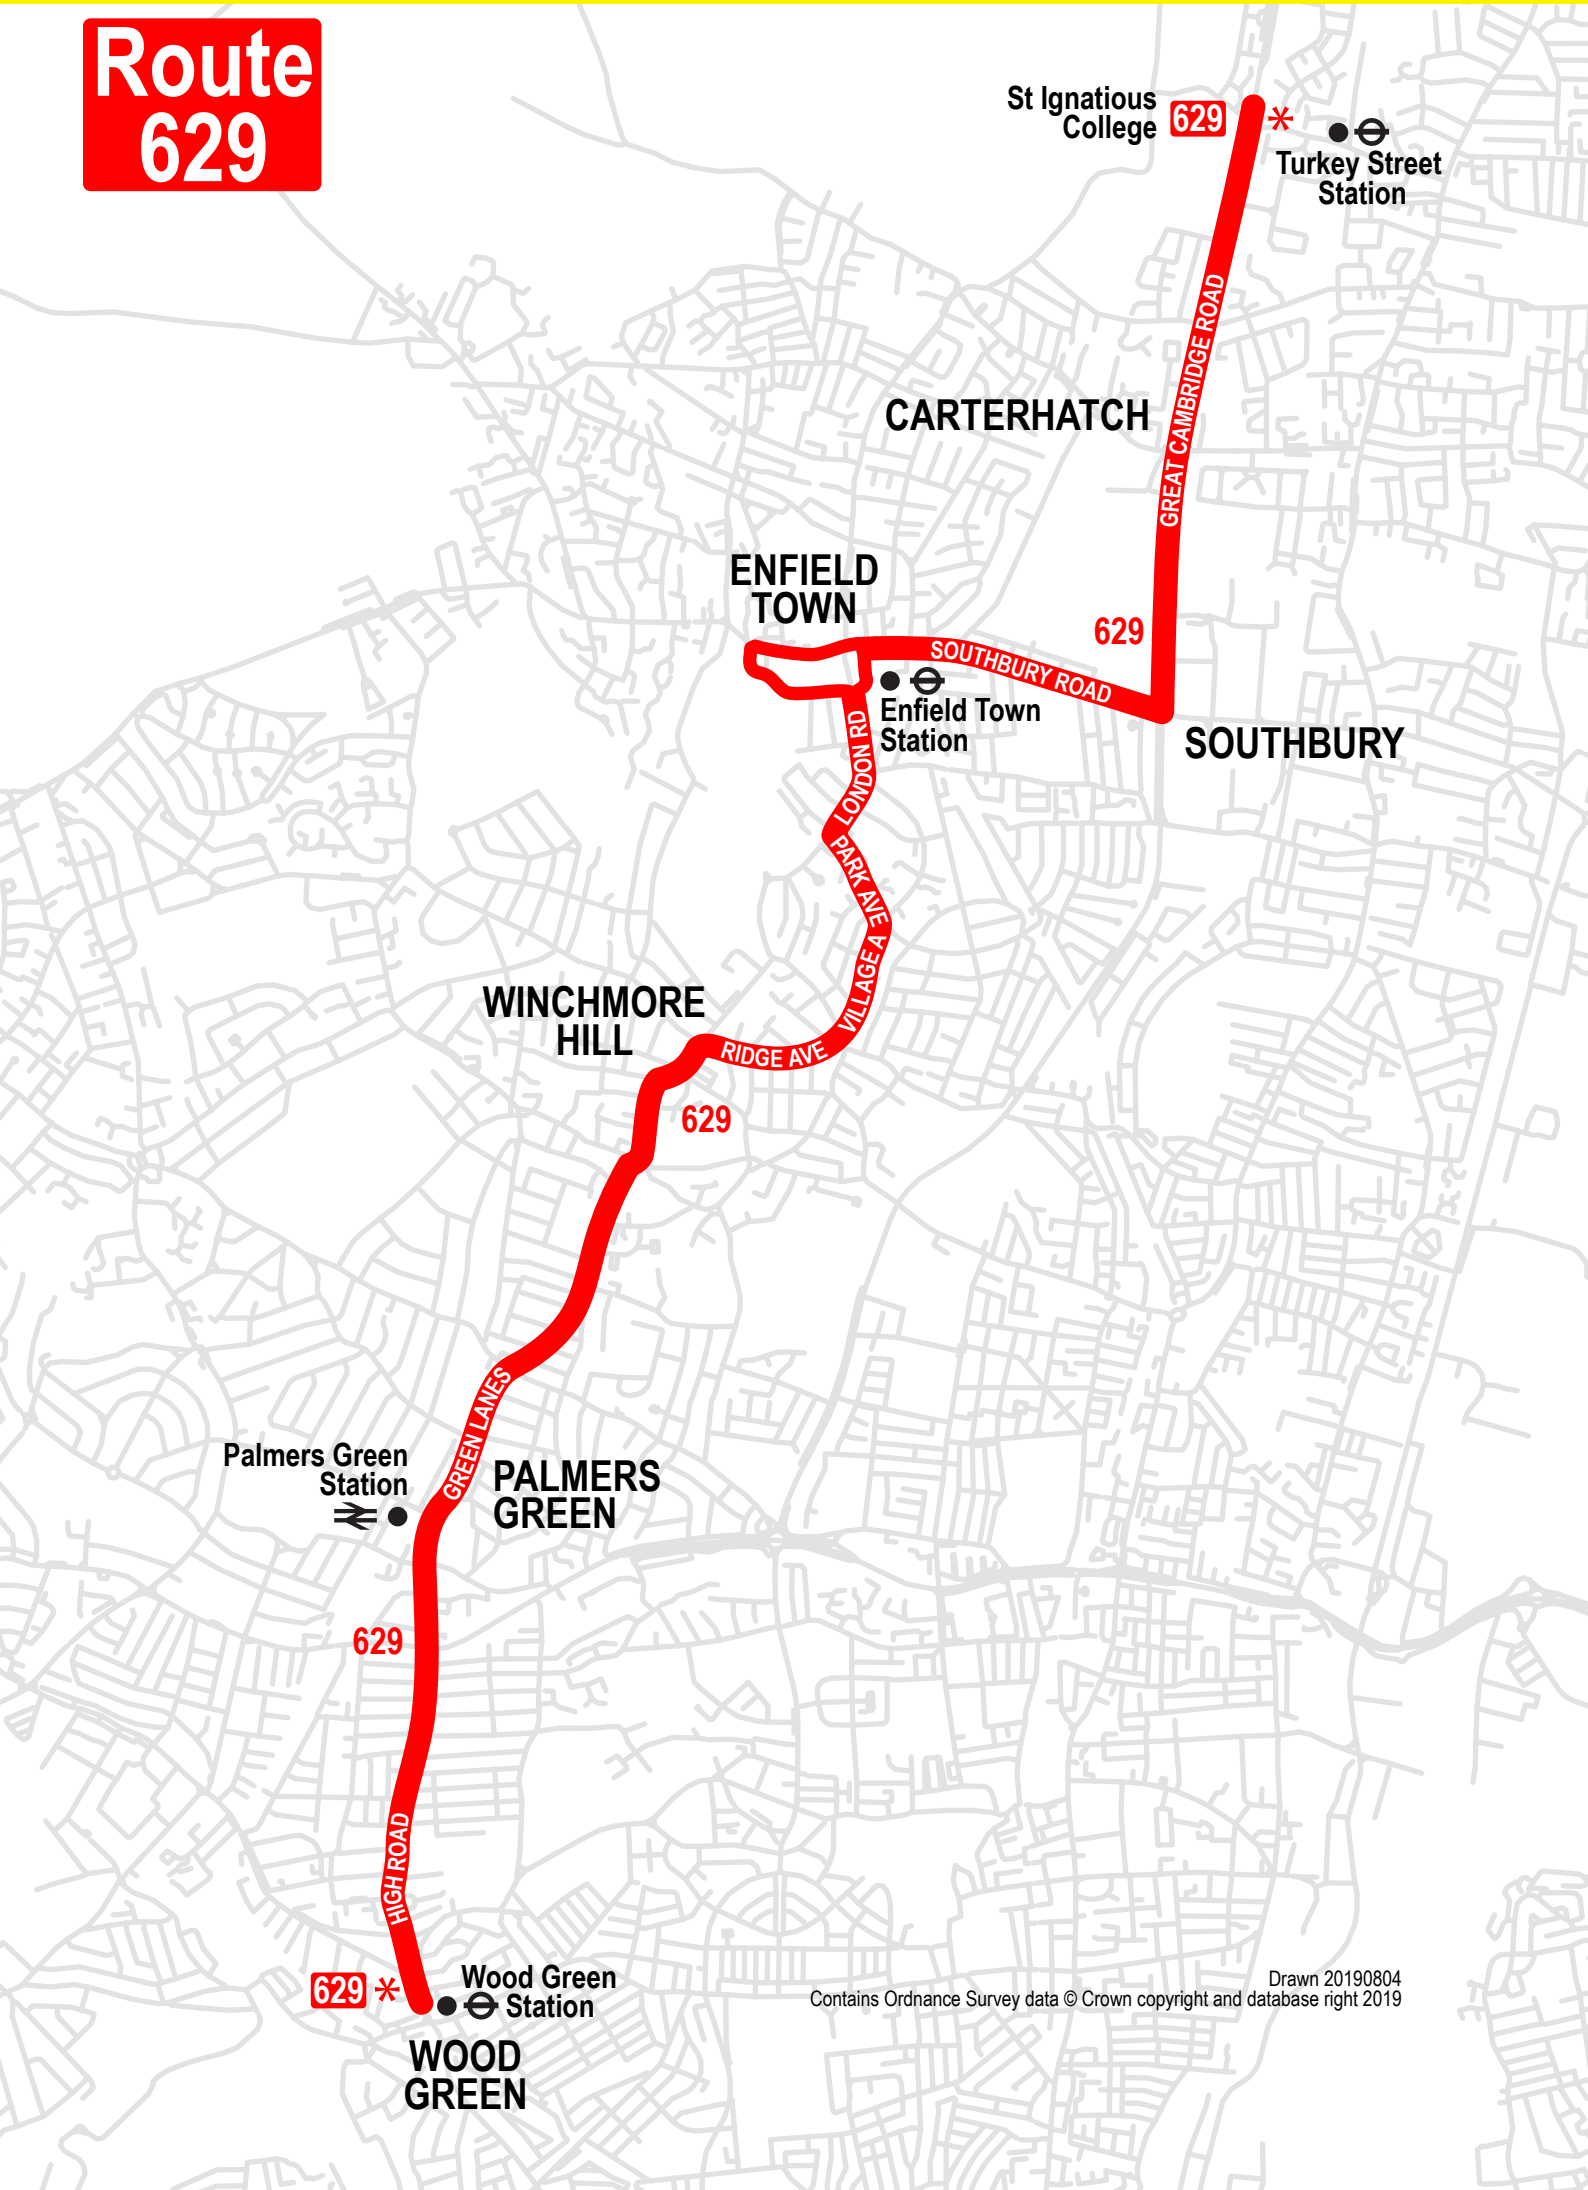 Route
629
St Ignatious
College
629
*
Turkey Street
Station
GREAT CAMBRIDGE ROAD
CARTERHATCH
ENFIELD
TOWN
629
SOUTHBURY ROAD
Enfield Town
Station
SOUTHBURY
LONDON RD
PARK AVE
VILLAGE A
WINCHMORE
HILL
RIDGE AVE
629
GREEN LANES
Palmers Green
Station
PALMERS
GREEN
629
HIGH ROAD
629
*
Wood Green
Station
WOOD
GREEN
Drawn 20190804
Contains Ordnance Survey data © Crown copyright and database right 2019